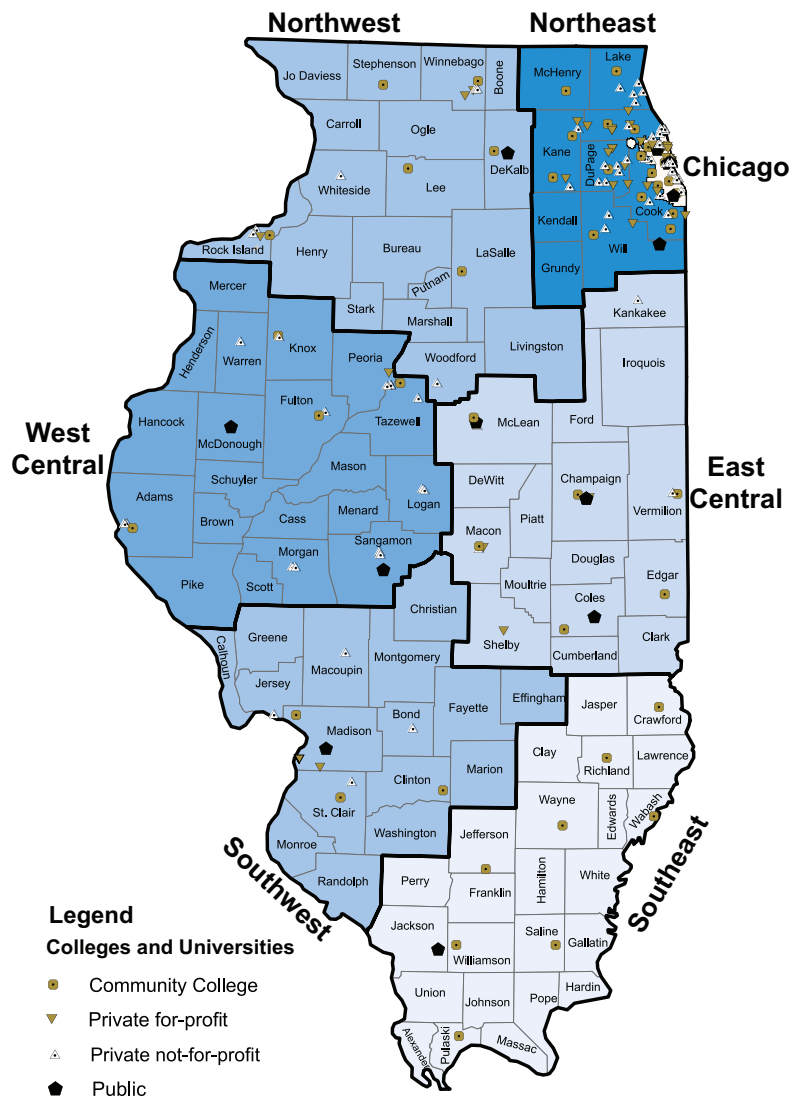 Northwest
Northeast
Jo Daviess
Stephenson
Winnebago
Boone
McHenry
Lake
Carroll
Ogle
DeKalb
Kane
DuPage
Chicago
Whiteside
Lee
Kendall
Cook
Rock Island
Henry
Bureau
LaSalle
Will
Grundy
Putnam
Mercer
Stark
Marshall
Kankakee
Henderson
Warren
Knox
Peoria
Woodford
Livingston
Iroquois
Fulton
Hancock
McDonough
Tazewell
McLean
Ford
West
Central
Schuyler
Mason
Logan
DeWitt
Champaign
Vermilion
East
Central
Adams
Brown
Cass
Menard
Sangamon
Macon
Piatt
Douglas
Edgar
Pike
Scott
Morgan
Christian
Moultrie
Coles
Shelby
Cumberland
Clark
Calhoun
Greene
Macoupin
Montgomery
Jersey
Fayette
Effingham
Jasper
Crawford
Madison
Bond
Clay
Richland
Lawrence
Marion
Clinton
St. Clair
Wayne
Edwards
Wabash
Washington
Monroe
Jefferson
Randolph
Perry
Franklin
Hamilton
White
Southwest
Southeast
Jackson
Williamson
Saline
Gallatin
Union
Johnson
Pope
Hardin
Alexander
Pulaski
Massac
Legend
Colleges and Universities
Community College
Private for-profit
Private not-for-profit
Public